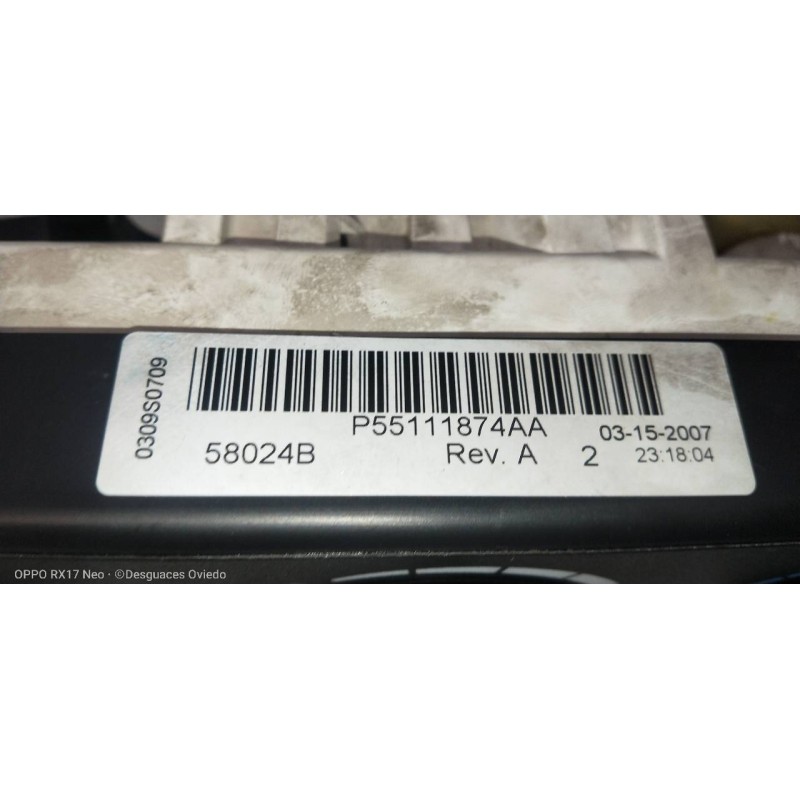 0309S0709
P55111874AA
03-15-2007
58024B Rev. A 2 23:18:04
OPPO RX17 Neo · ©Desguaces Oviedo